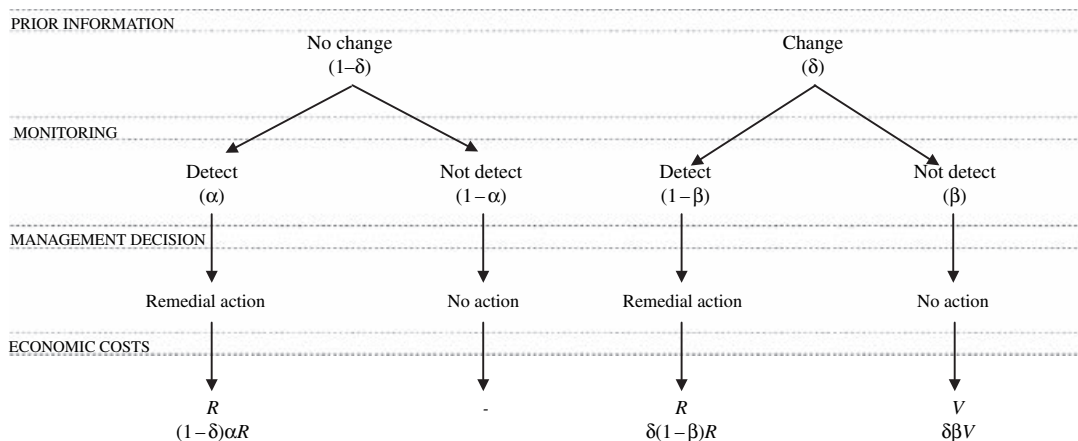 PRIOR INFORMATION
No change Change
(1–δ) (δ)
MONITORING
Detect Not detect Detect Not detect
(α) (1–α) (1–β) (β)
MANAGEMENT DECISION
Remedial action No action Remedial action No action
ECONOMIC COSTS
R - R V
(1–δ)αR δ(1–β)R δβV